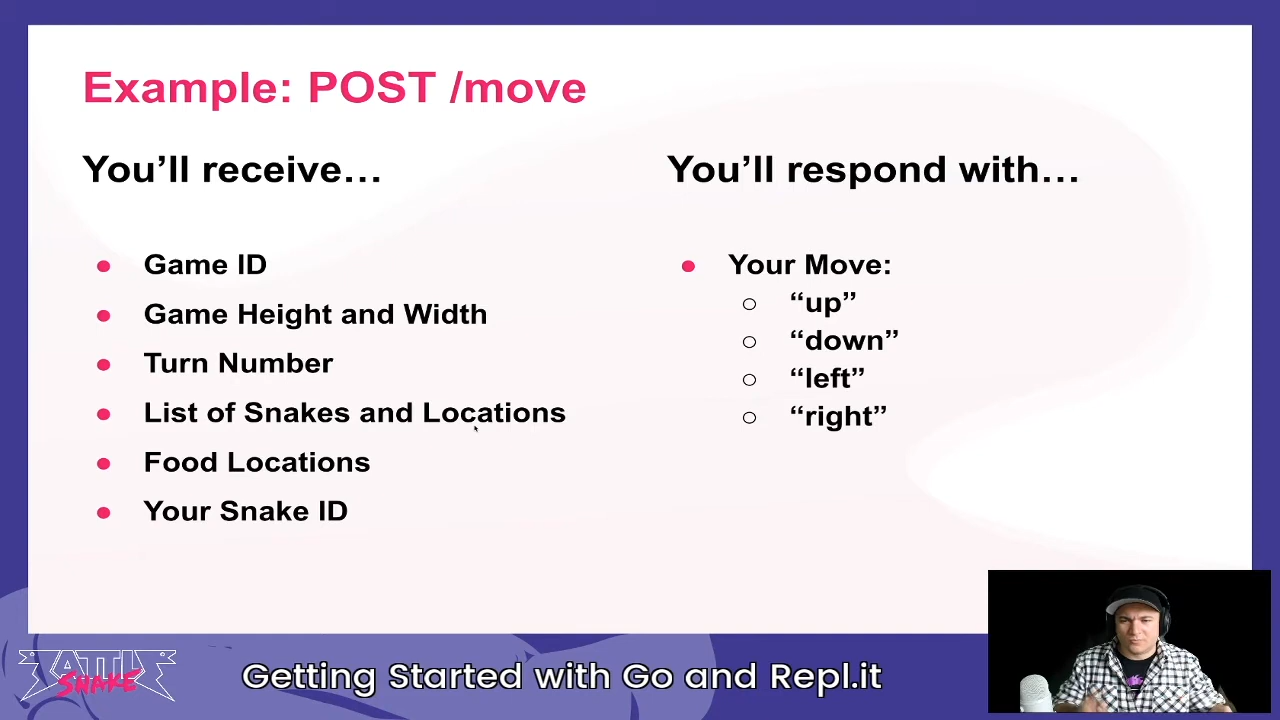 Example: POST /move
You’ll receive…
● Game ID
● Game Height and Width
● Turn Number
● List of Snakes and Locations
● Food Locations
● Your Snake ID
You’ll respond with…
● Your Move:
○ “up”
○ “down”
○ “left”
○ “right”
BATTLE
SNAKE
Getting Started with Go and Repl.it